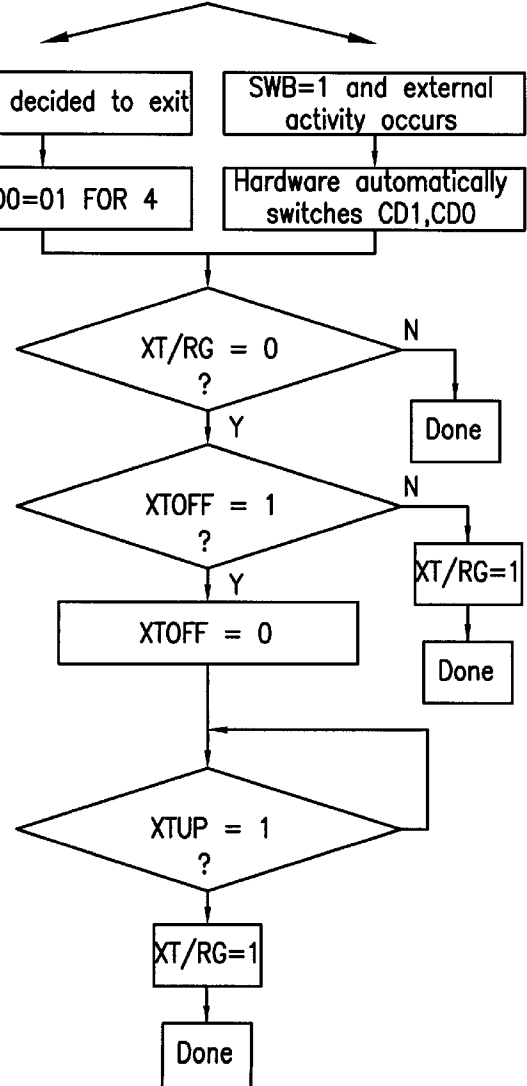 decided to exit
SWB=1 and external
activity occurs
00=01 FOR 4
Hardware automatically
switches CD1,CD0
XT/RG = 0
?
N
Done
Y
XTOFF = 1
?
N
XT/RG=1
Done
Y
XTOFF = 0
XTUP = 1
?
XT/RG=1
Done